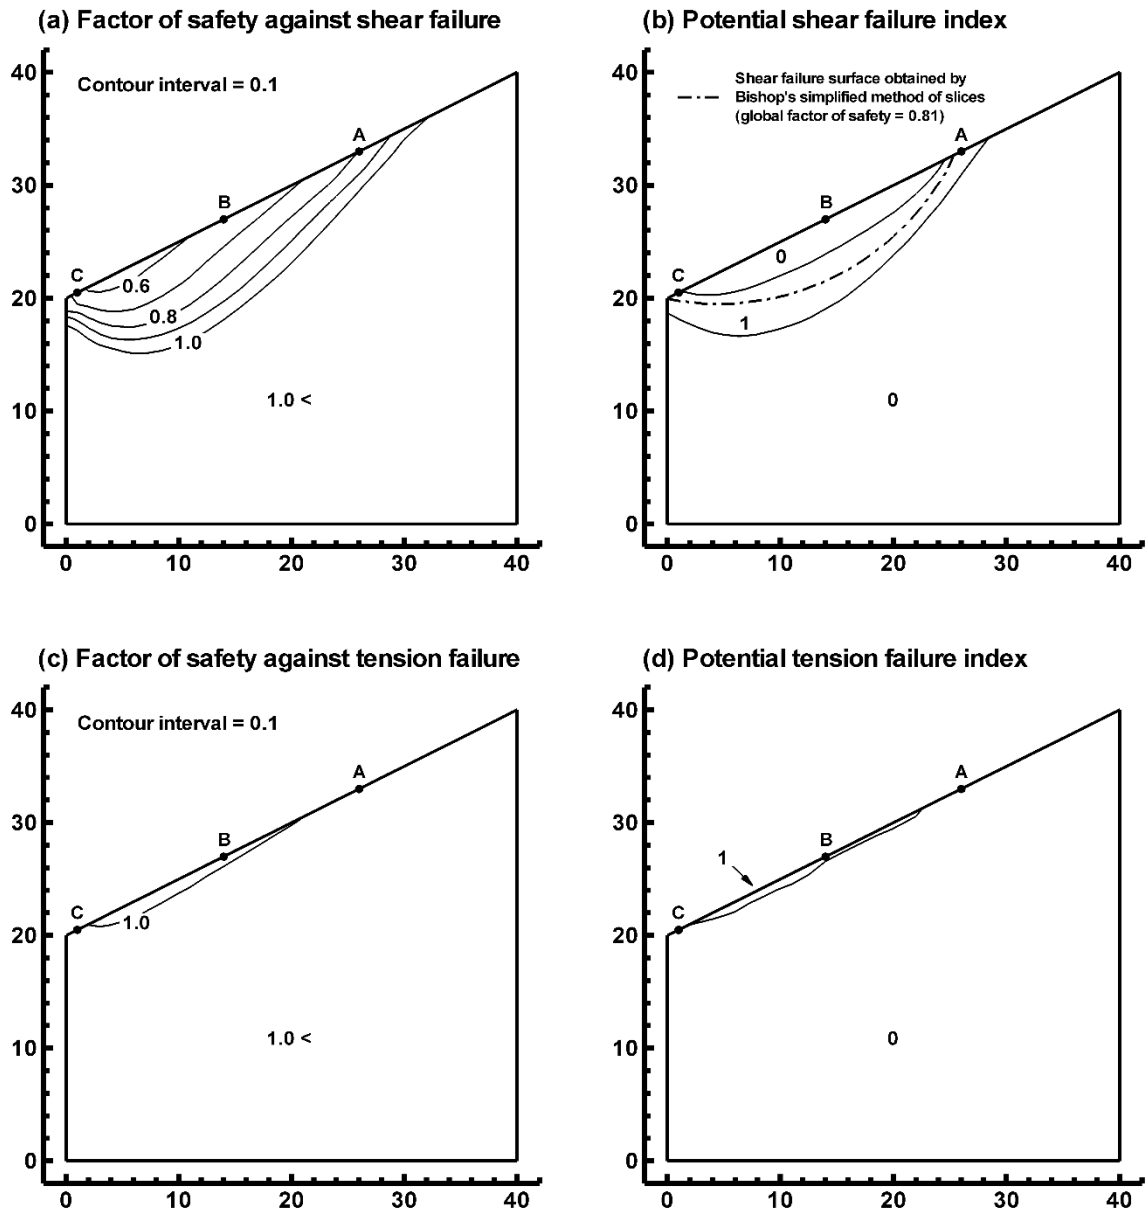 (a) Factor of safety against shear failure
40
30
20
10
0
0 10 20 30 40
Contour interval = 0.1
A
B
C
0.6
0.8
1.0
1.0 <
(b) Potential shear failure index
40
30
20
10
0
0 10 20 30 40
Shear failure surface obtained by
Bishop's simplified method of slices
(global factor of safety = 0.81)
A
B
C
0
1
0
(c) Factor of safety against tension failure
40
30
20
10
0
0 10 20 30 40
Contour interval = 0.1
A
B
C
1.0
1.0 <
(d) Potential tension failure index
40
30
20
10
0
0 10 20 30 40
A
B
1
C
0